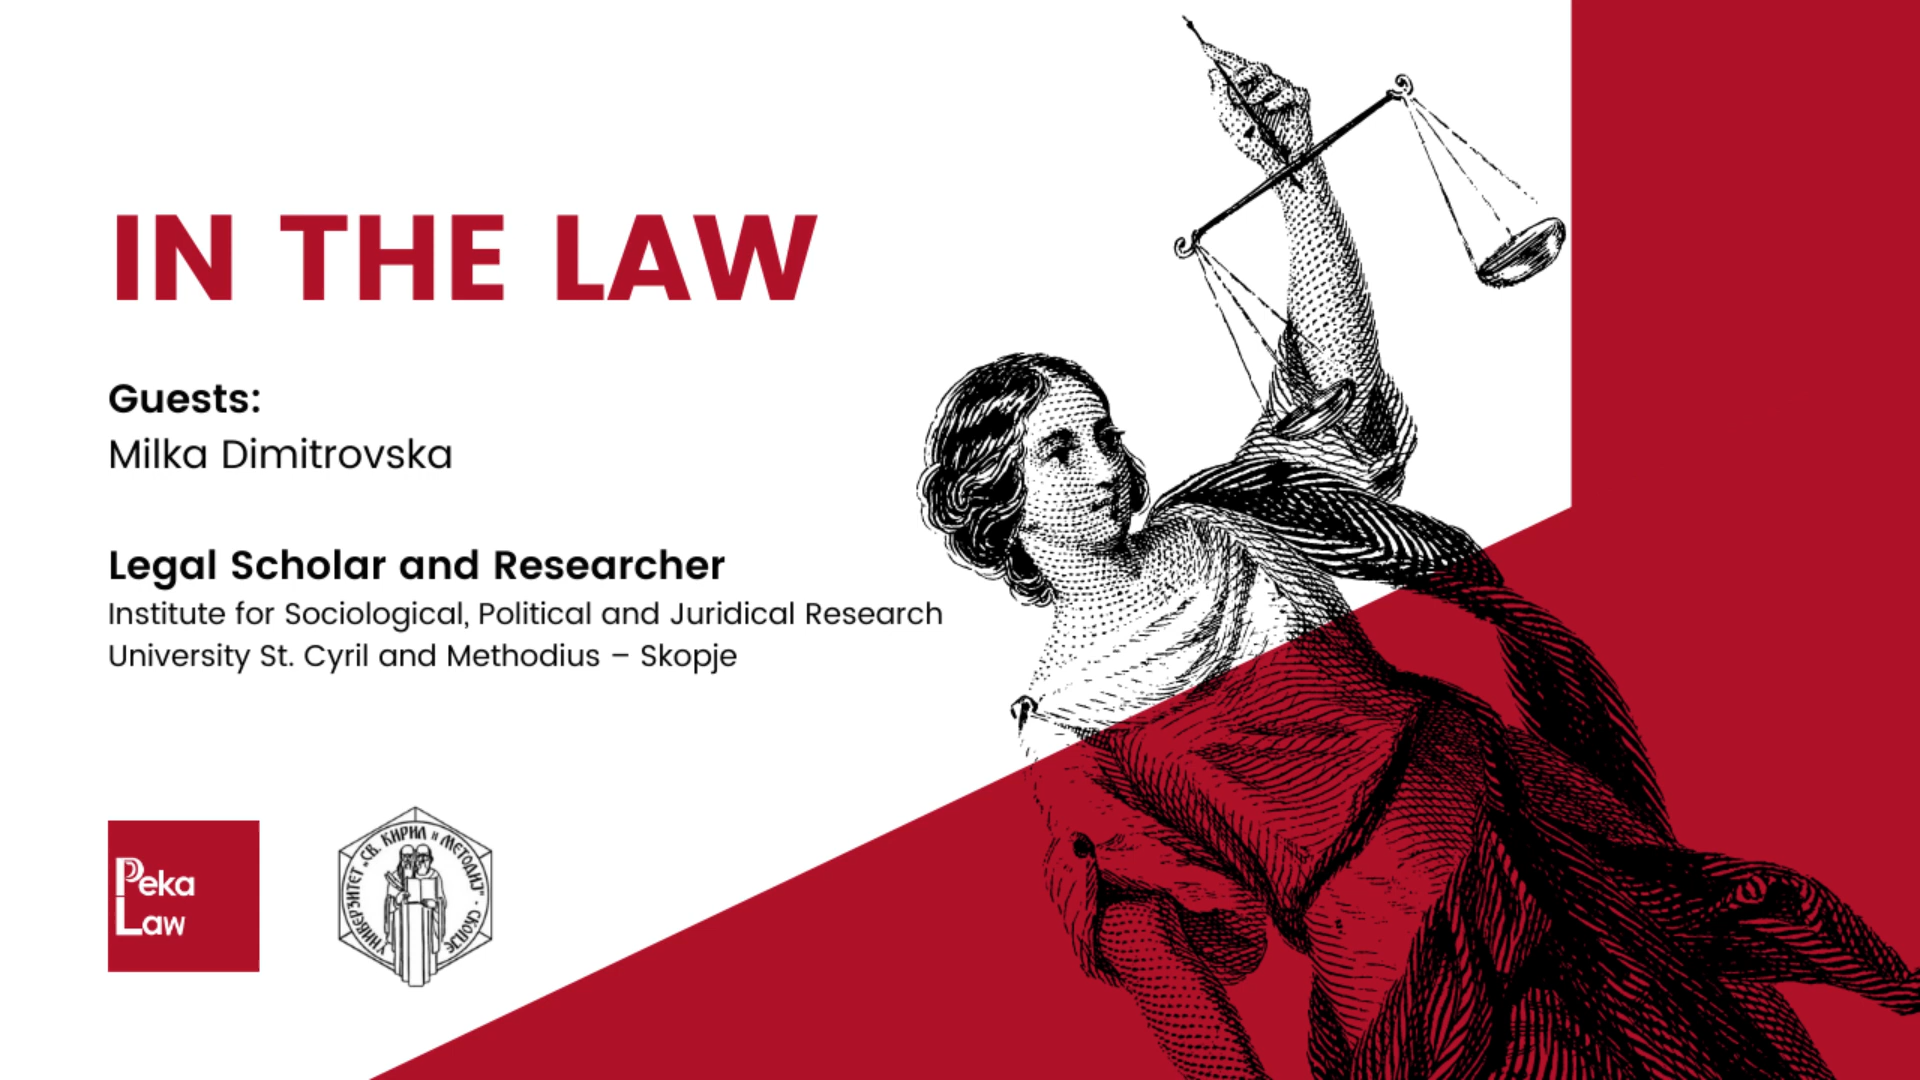 IN THE LAW
Guests:
Milka Dimitrovska
Legal Scholar and Researcher
Institute for Sociological, Political and Juridical Research
University St. Cyril and Methodius – Skopje
Peka
Law
УНИВЕРЗИТЕТ „СВ. КИРИЛ и МЕТОДИЈ“ - СКОПЈЕ